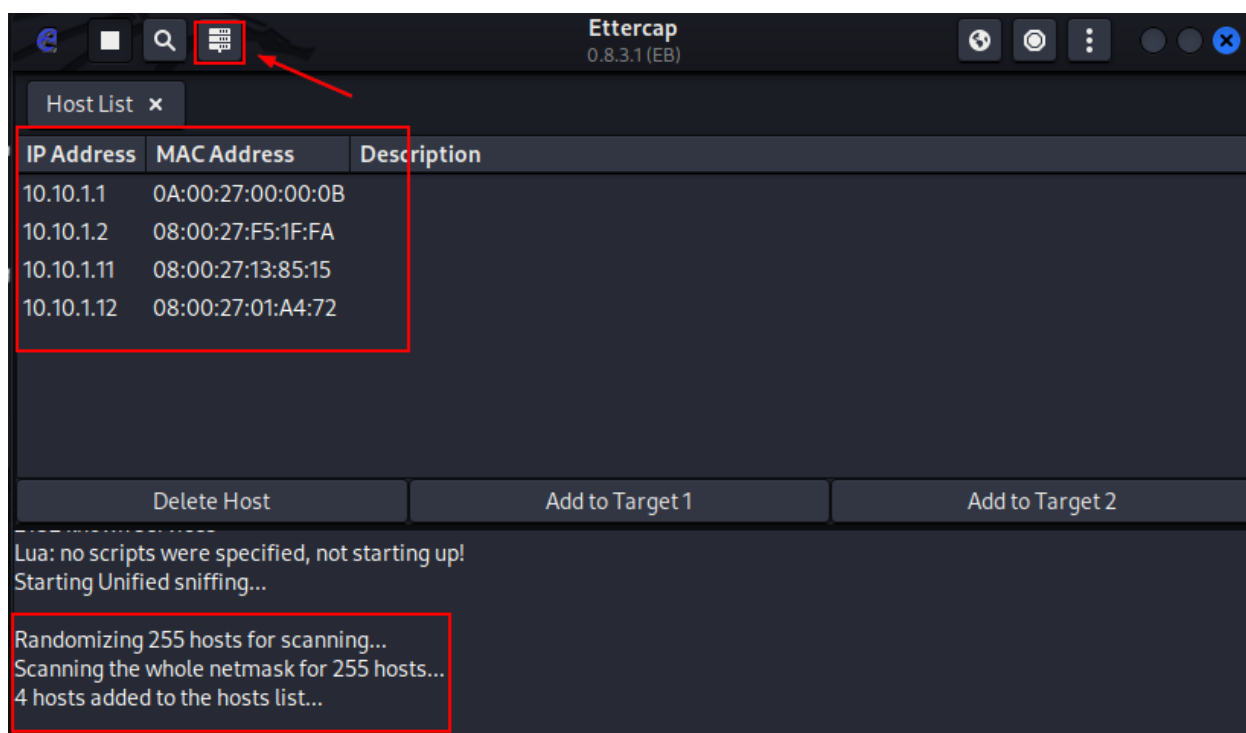 Ettercap
0.8.3.1 (EB)
Host List ×
IP Address MAC Address Description
10.10.1.1 0A:00:27:00:00:0B
10.10.1.2 08:00:27:F5:1F:FA
10.10.1.11 08:00:27:13:85:15
10.10.1.12 08:00:27:01:A4:72
Delete Host Add to Target 1 Add to Target 2
Lua: no scripts were specified, not starting up!
Starting Unified sniffing...
Randomizing 255 hosts for scanning...
Scanning the whole netmask for 255 hosts...
4 hosts added to the hosts list...